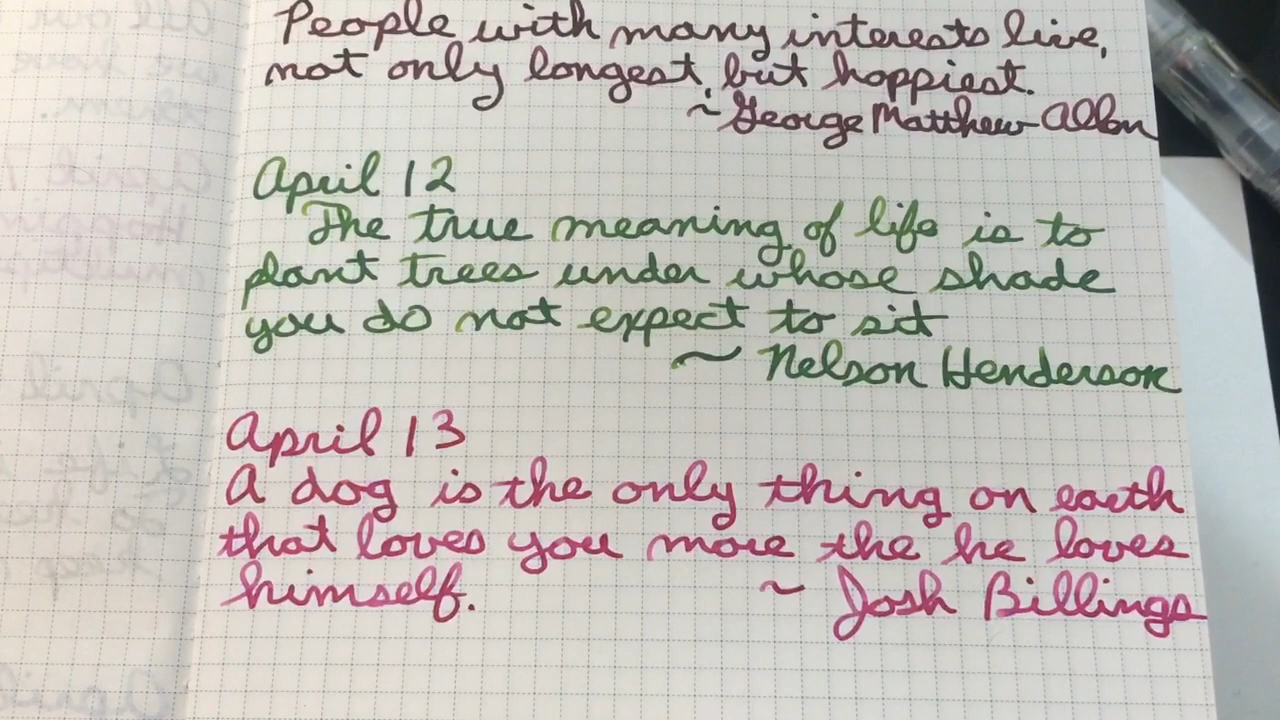 People with many interests live,
not only longest, but happiest.
~George Matthew Allen
April 12
The true meaning of life is to
plant trees under whose shade
you do not expect to sit
~ Nelson Henderson
April 13
A dog is the only thing on earth
that loves you more the he loves
himself.
~ Josh Billings